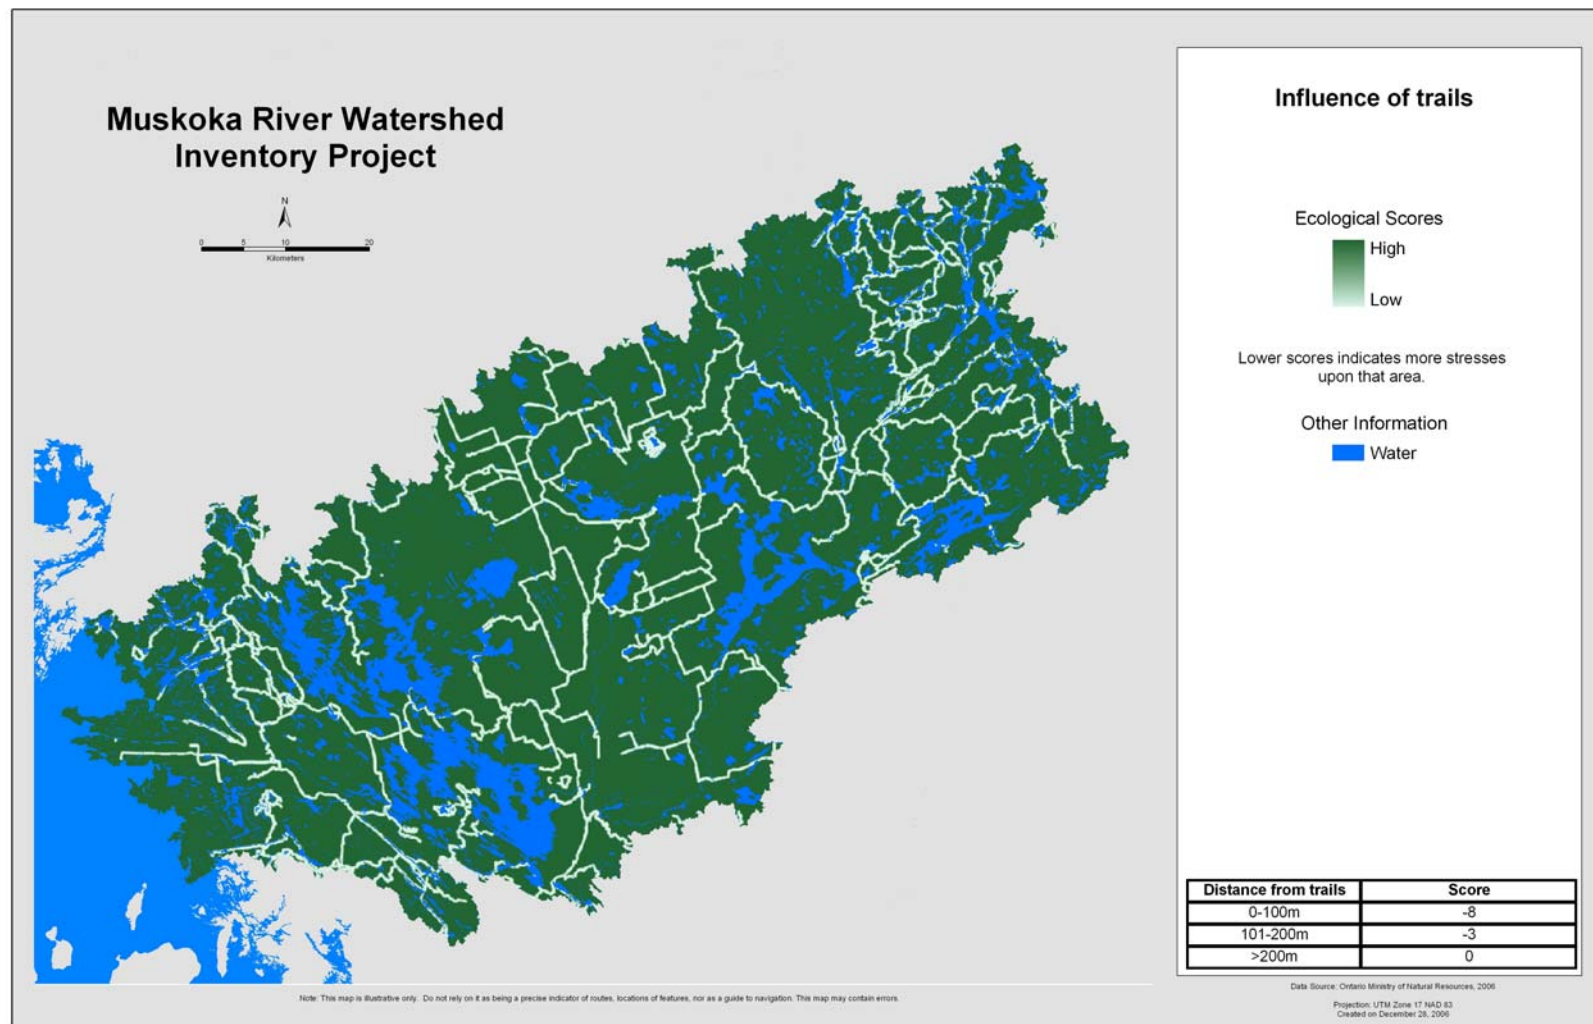 Muskoka River Watershed
Inventory Project
N
0 5 10 20
Kilometers
Influence of trails
Ecological Scores
High
Low
Lower scores indicates more stresses
upon that area.
Other Information
Water
Distance from trails Score
0-100m -8
101-200m -3
>200m 0
Data Source: Ontario Ministry of Natural Resources, 2006
Projection: UTM Zone 17 NAD 83
Created on December 28, 2006
Note: This map is illustrative only. Do not rely on it as being a precise indicator of routes, locations of features, nor as a guide to navigation. This map may contain errors.